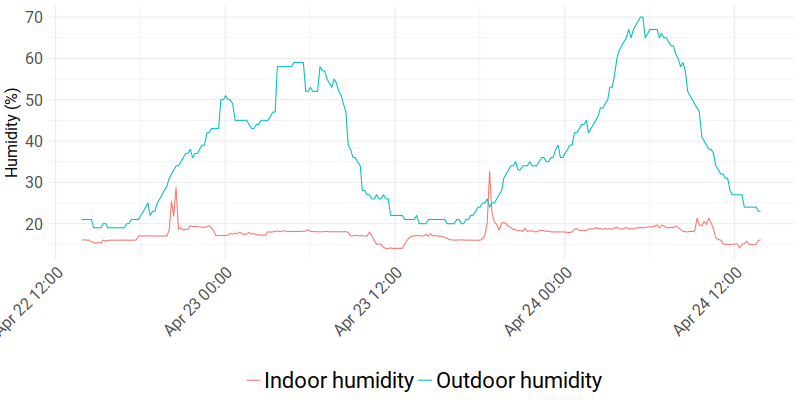 Humidity (%)
70
60
50
40
30
20
Apr 22 12:00
Apr 23 00:00
Apr 23 12:00
Apr 24 00:00
Apr 24 12:00
Indoor humidity Outdoor humidity